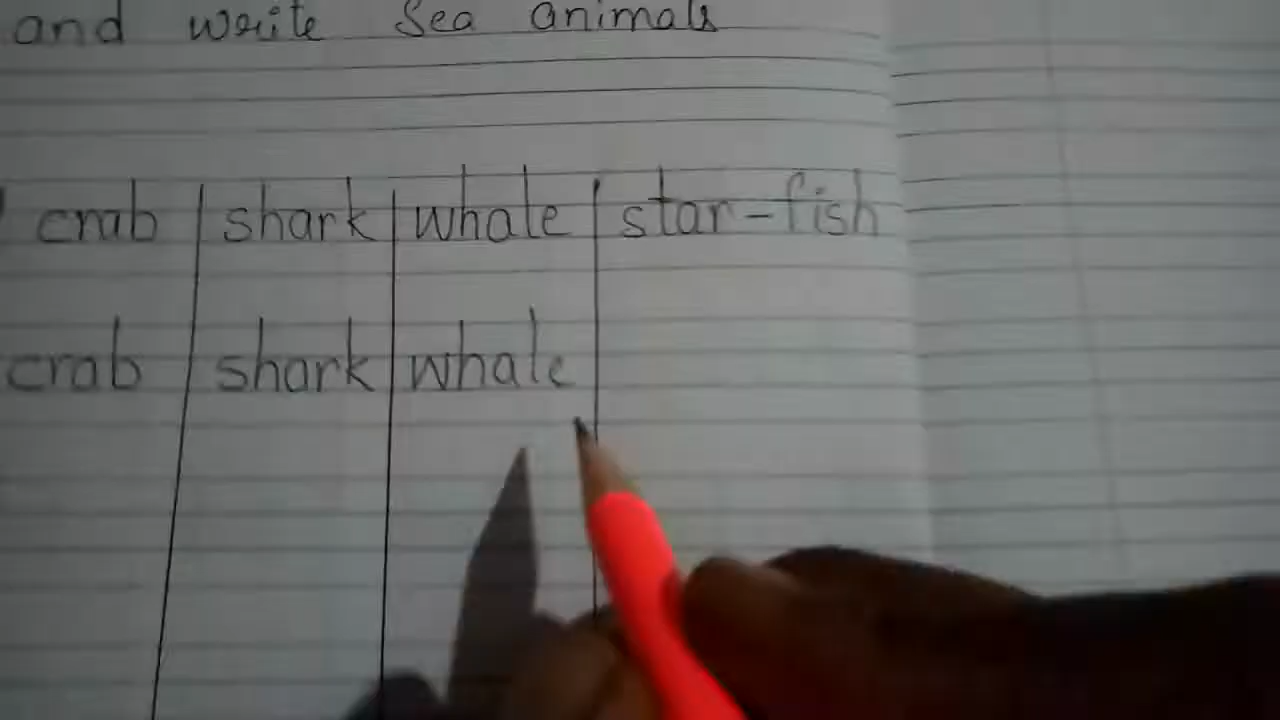 and write Sea animals
crab shark whale star-fish
crab shark whale